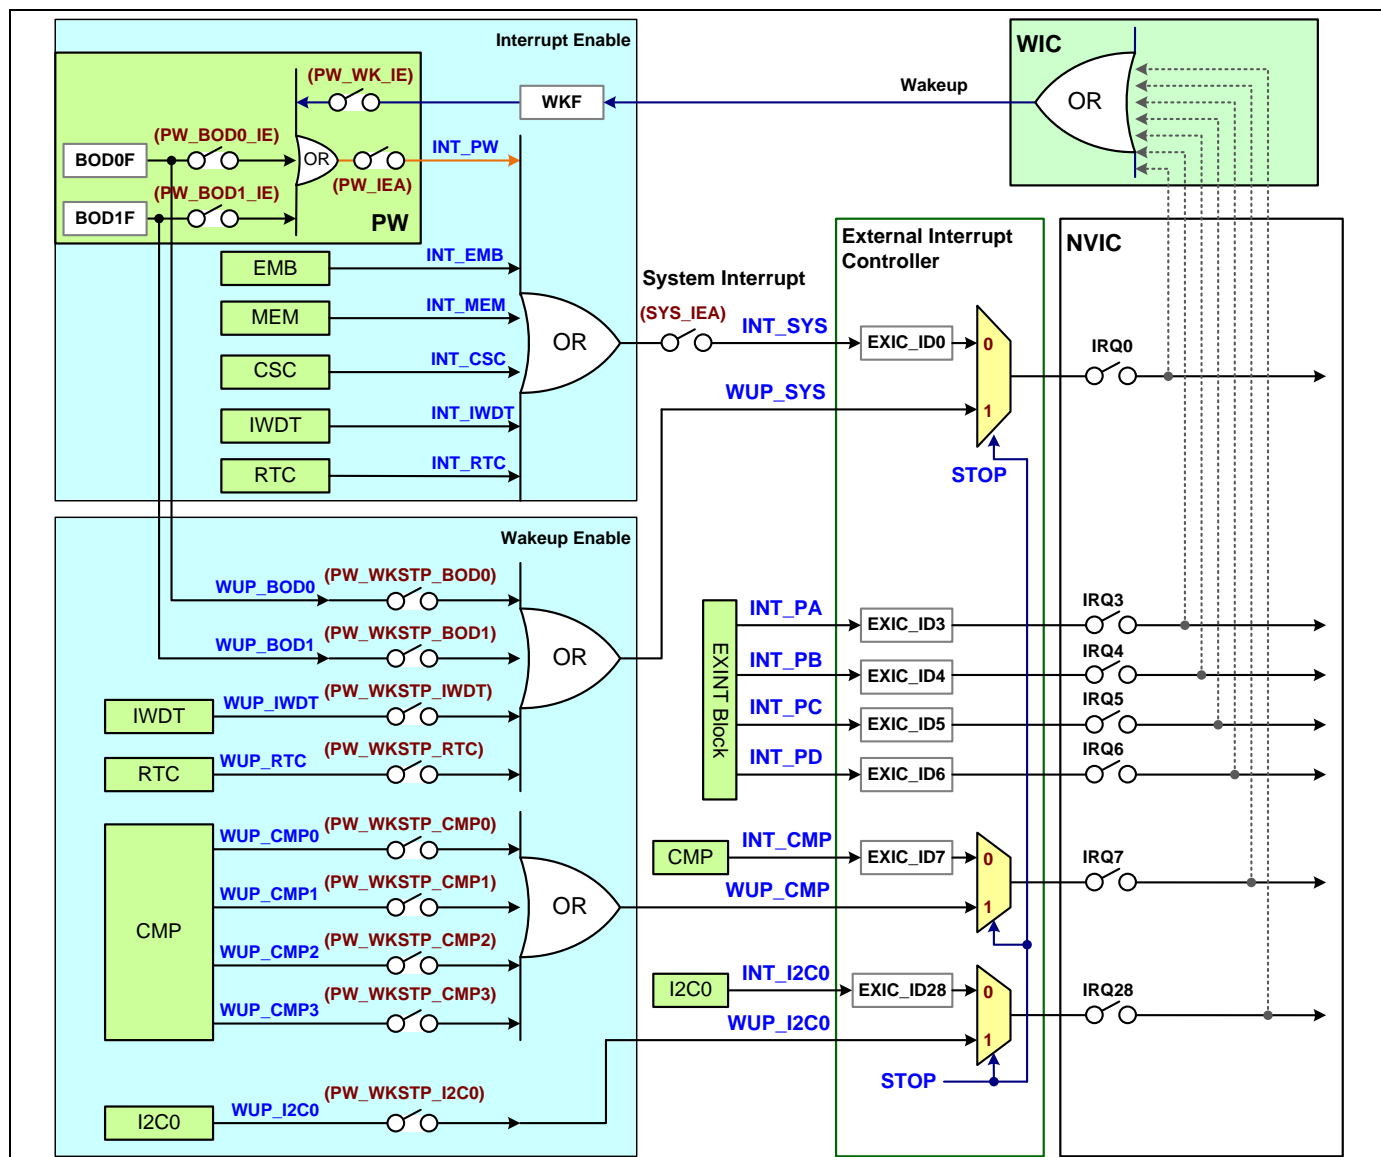 Interrupt Enable
WIC
(PW_WK_IE)
Wakeup
WKF
OR
(PW_BOD0_IE)
INT_PW
BOD0F
OR
(PW_IEA)
(PW_BOD1_IE)
BOD1F
PW
External Interrupt
Controller
NVIC
EMB
INT_EMB
System Interrupt
MEM
INT_MEM
(SYS_IEA)
INT_SYS
OR
EXIC_ID0
0
IRQ0
CSC
INT_CSC
WUP_SYS
1
IWDT
INT_IWDT
RTC
INT_RTC
STOP
Wakeup Enable
WUP_BOD0
(PW_WKSTP_BOD0)
WUP_BOD1
(PW_WKSTP_BOD1)
OR
IWDT
WUP_IWDT
(PW_WKSTP_IWDT)
RTC
WUP_RTC
(PW_WKSTP_RTC)
EXINT Block
INT_PA
EXIC_ID3
IRQ3
INT_PB
EXIC_ID4
IRQ4
INT_PC
EXIC_ID5
IRQ5
INT_PD
EXIC_ID6
IRQ6
CMP
WUP_CMP0
(PW_WKSTP_CMP0)
WUP_CMP1
(PW_WKSTP_CMP1)
OR
WUP_CMP2
(PW_WKSTP_CMP2)
WUP_CMP3
(PW_WKSTP_CMP3)
CMP
INT_CMP
EXIC_ID7
0
IRQ7
WUP_CMP
1
I2C0
INT_I2C0
EXIC_ID28
0
IRQ28
WUP_I2C0
1
STOP
I2C0
WUP_I2C0
(PW_WKSTP_I2C0)